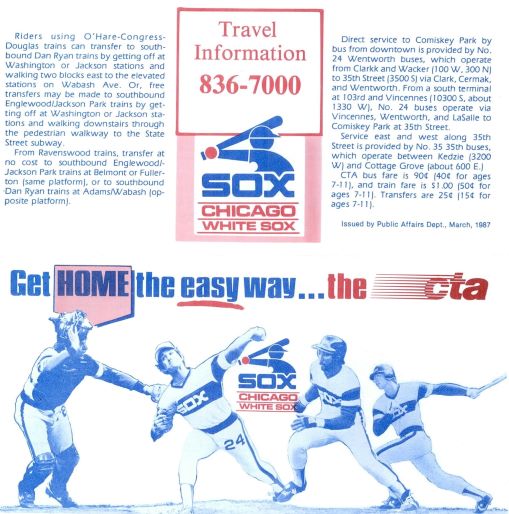 Riders using O'Hare-Congress-
Douglas trains can transfer to south-
bound Dan Ryan trains by getting off at
Washington or Jackson stations and
walking two blocks east to the elevated
stations on Wabash Ave. Or, free
transfers may be made to southbound
Englewood/Jackson Park trains by get-
ting off at Washington or Jackson sta-
tions and walking downstairs through
the pedestrian walkway to the State
Street subway.
From Ravenswood trains, transfer at
no cost to southbound Englewood/
Jackson Park trains at Belmont or Fuller-
ton (same platform), or to southbound
Dan Ryan trains at Adams/Wabash (op-
posite platform).
Travel
Information
836-7000
SOX
CHICAGO
WHITE SOX
Direct service to Comiskey Park by
bus from downtown is provided by No.
24 Wentworth buses, which operate
from Clarkk and Wacker (100 W, 300 N)
to 35th Street (3500 S) via Clark, Cermak,
and Wentworth. From a south terminal
at 103rd and Vincennes (10300 S, about
1330 W), No. 24 buses operate via
Vincennes, Wentworth, and LaSalle to
Comiskey Park at 35th Street.
Service east and west along 35th
Street is provided by No. 35 35th buses,
which operate between Kedzie (3200
W) and Cottage Grove (about 600 E.)
CTA bus fare is 90¢ (40¢ for ages
7-11), and train fare is $1.00 (50¢ for
ages 7-11). Transfers are 25¢ (15¢ for
ages 7-11).
Issued by Public Affairs Dept., March, 1987
Get HOME the easy way...the cta
SOX
CHICAGO
WHITE SOX
SOX
24
SOX